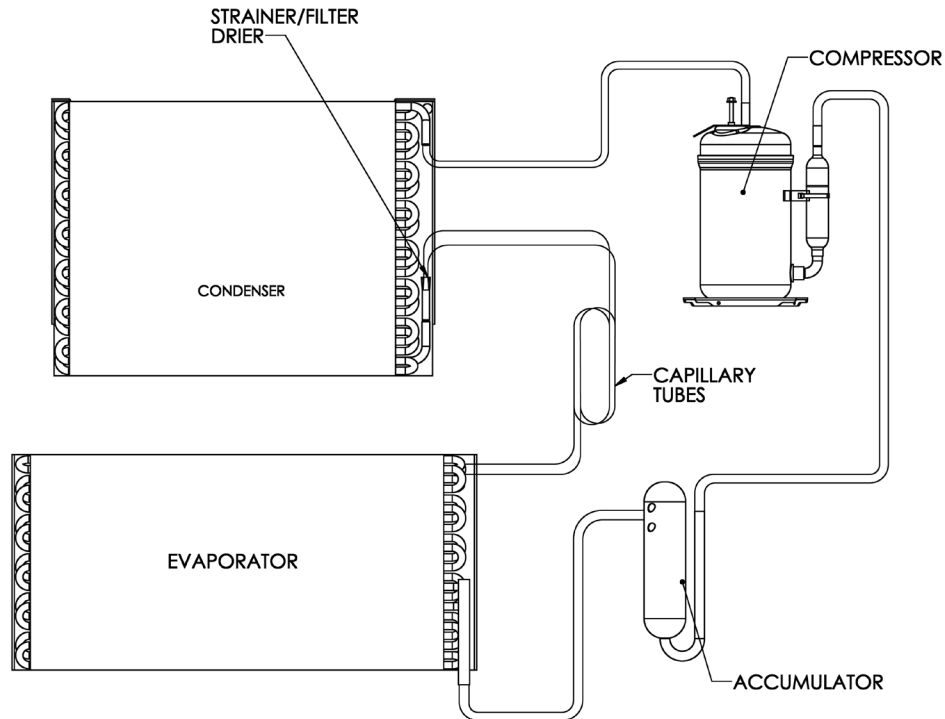 STRAINER/FILTER
DRIER
COMPRESSOR
CONDENSER
CAPILLARY
TUBES
EVAPORATOR
ACCUMULATOR